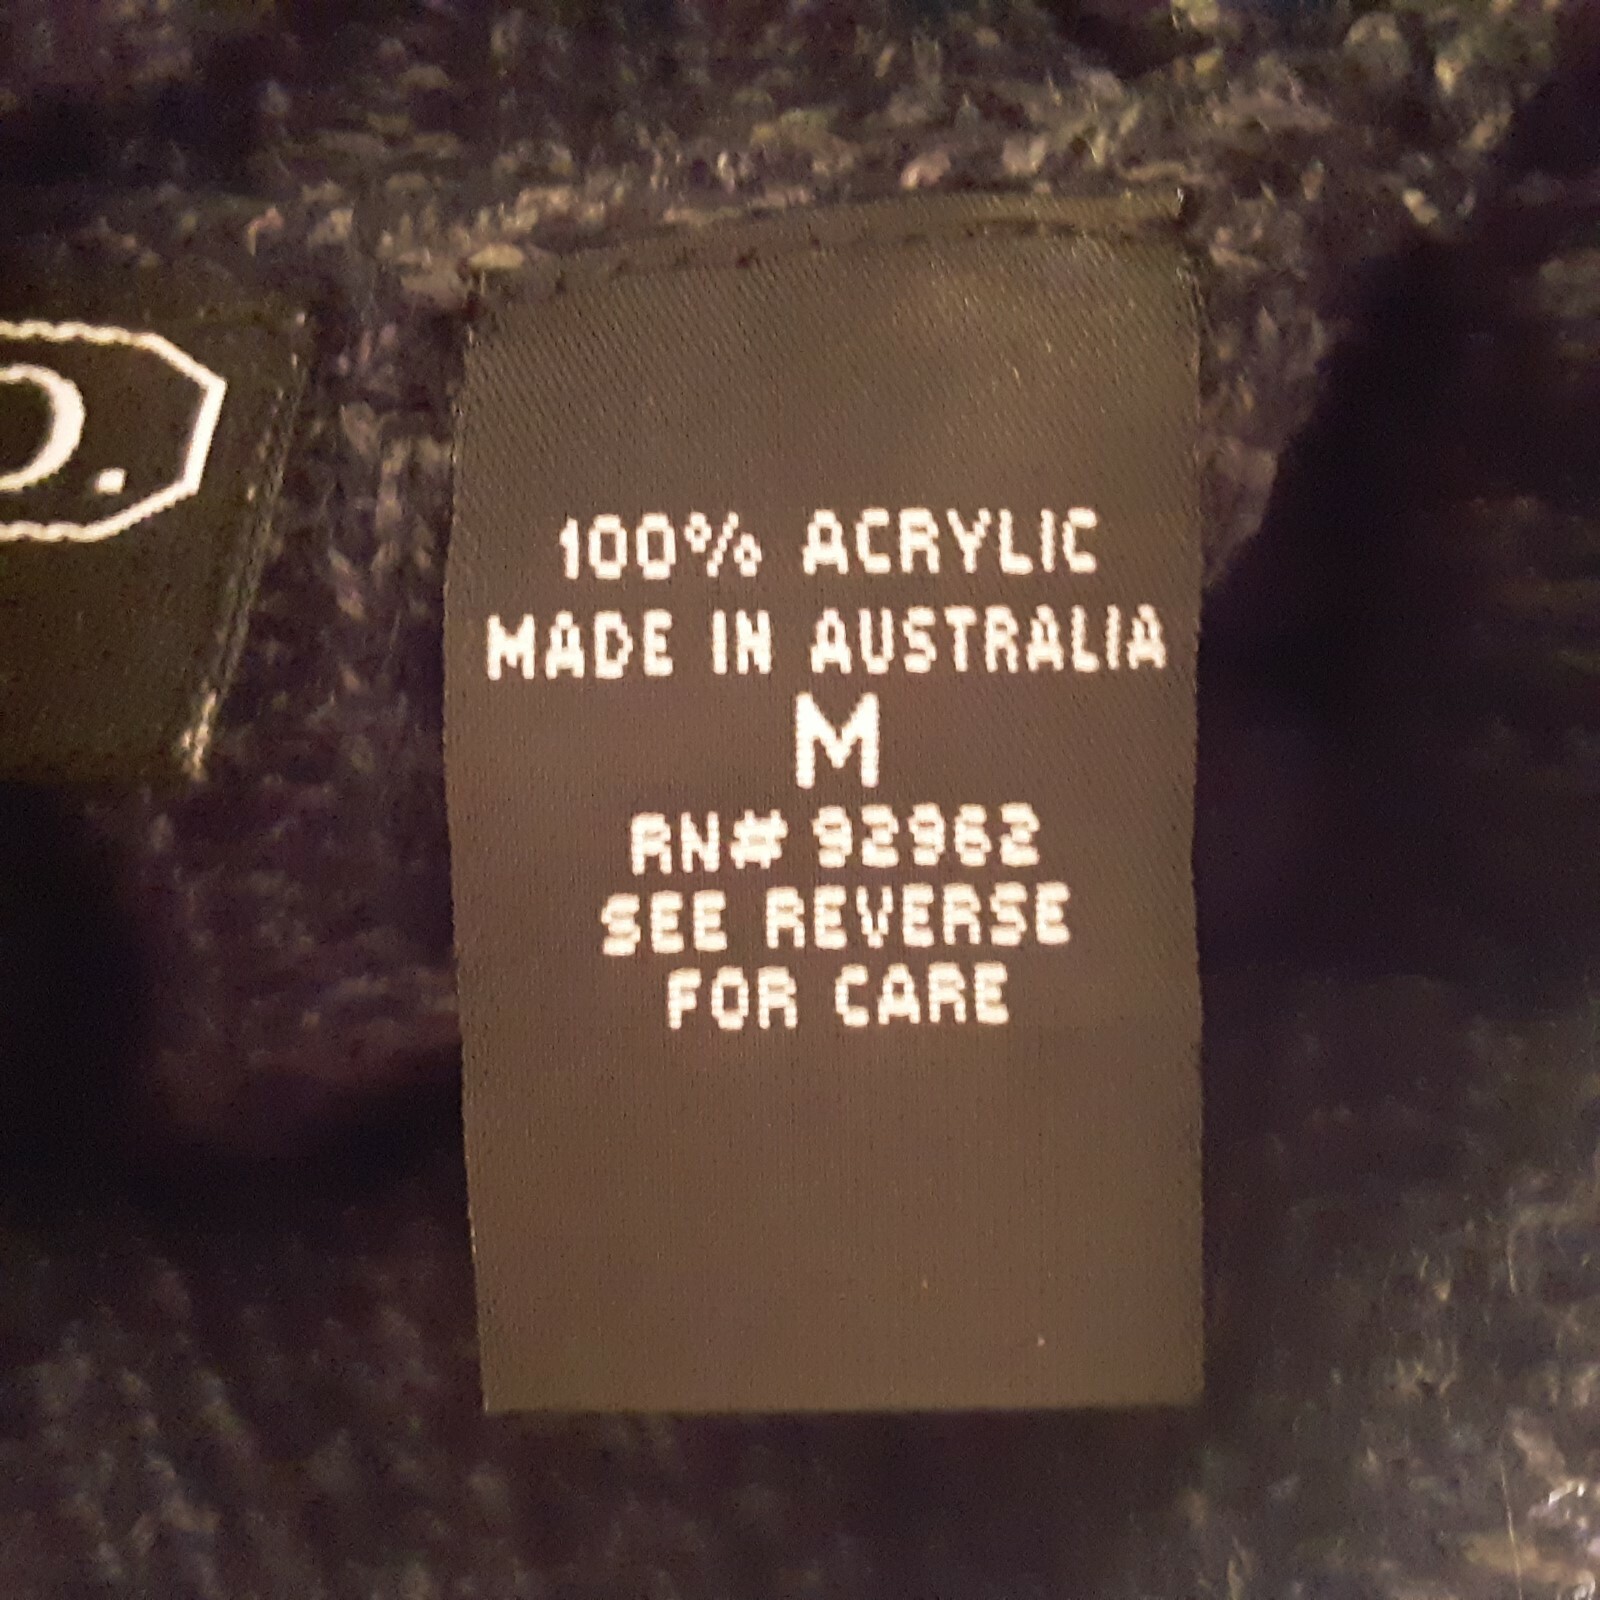 O.
100% ACRYLIC
MADE IN AUSTRALIA
M
RN# 92962
SEE REVERSE
FOR CARE